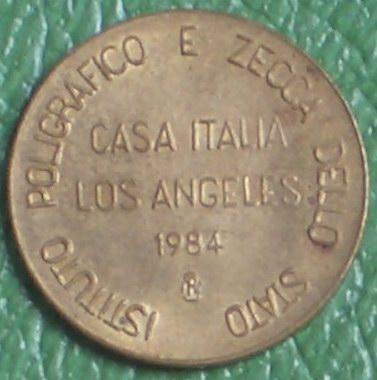 ISTITUTO POLIGRAFICO E ZECCA DELLO STATO
CASA ITALIA
LOS ANGELES
1984
R